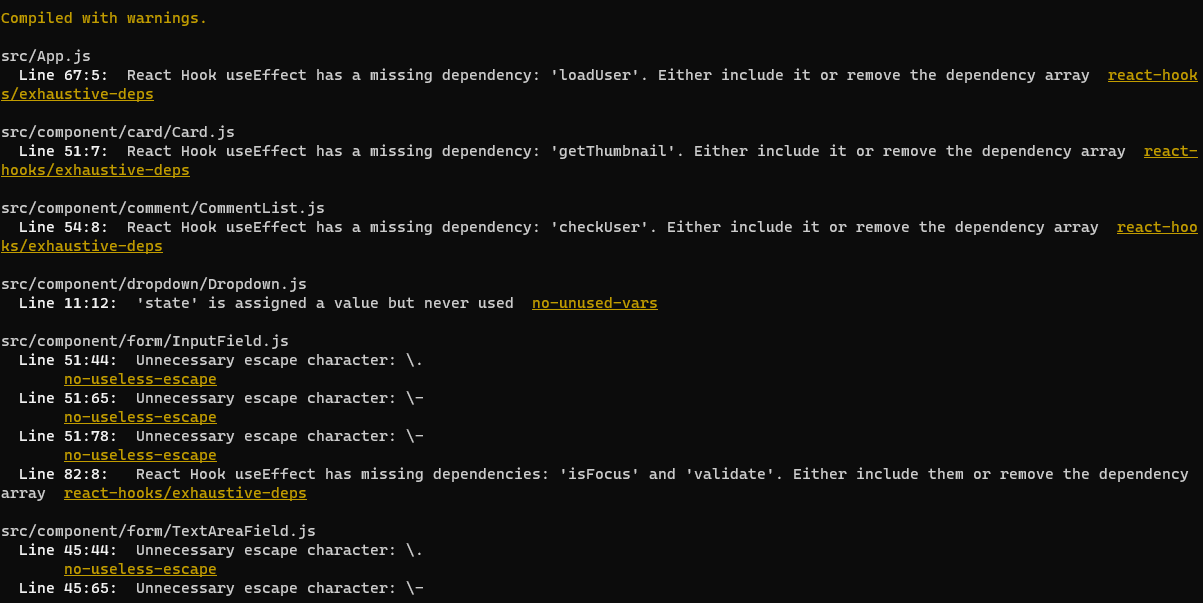 Compiled with warnings.

src/App.js
  Line 67:5:  React Hook useEffect has a missing dependency: 'loadUser'. Either include it or remove the dependency array  react-hook
s/exhaustive-deps

src/component/card/Card.js
  Line 51:7:  React Hook useEffect has a missing dependency: 'getThumbnail'. Either include it or remove the dependency array  react-
hooks/exhaustive-deps

src/component/comment/CommentList.js
  Line 54:8:  React Hook useEffect has a missing dependency: 'checkUser'. Either include it or remove the dependency array  react-hoo
ks/exhaustive-deps

src/component/dropdown/Dropdown.js
  Line 11:12:  'state' is assigned a value but never used  no-unused-vars

src/component/form/InputField.js
  Line 51:44:  Unnecessary escape character: \.
       no-useless-escape
  Line 51:65:  Unnecessary escape character: \-
       no-useless-escape
  Line 51:78:  Unnecessary escape character: \-
       no-useless-escape
  Line 82:8:   React Hook useEffect has missing dependencies: 'isFocus' and 'validate'. Either include them or remove the dependency
array  react-hooks/exhaustive-deps

src/component/form/TextAreaField.js
  Line 45:44:  Unnecessary escape character: \.
       no-useless-escape
  Line 45:65:  Unnecessary escape character: \-